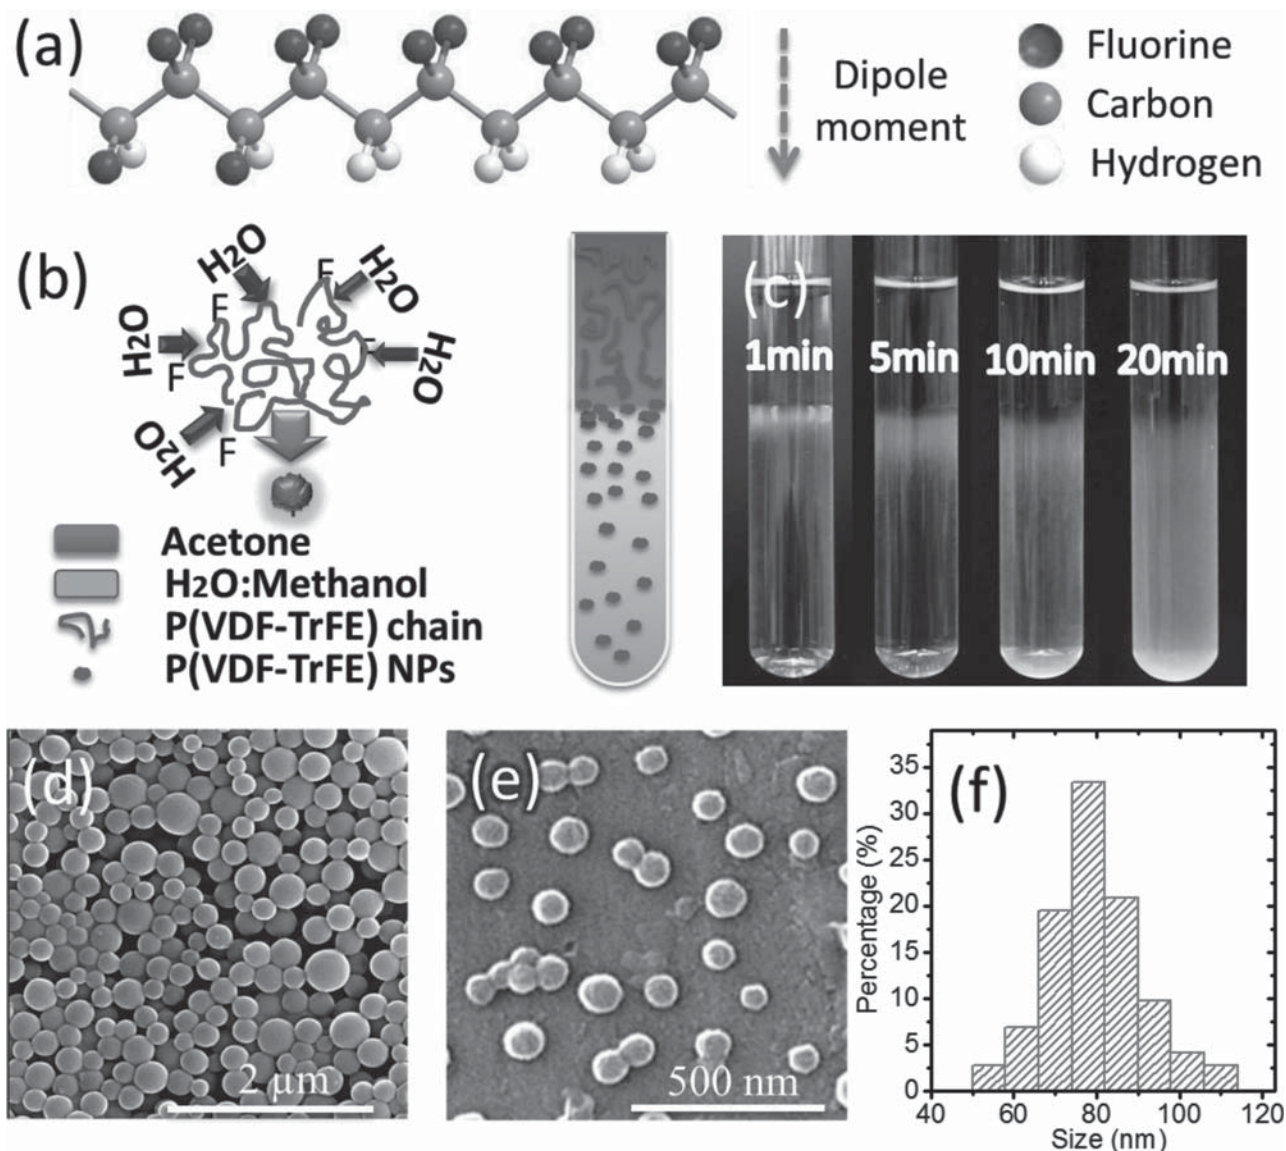 (a)
Dipole
moment
Fluorine
Carbon
Hydrogen
(b)
H2O
H2O
H2O
H2O
H2O
F
F
F
F
F
Acetone
H2O:Methanol
P(VDF-TrFE) chain
P(VDF-TrFE) NPs
(c)
1min 5min 10min 20min
(d)
2 μm
(e)
500 nm
(f)
Percentage (%)
35
30
25
20
15
10
5
0
40 60 80 100 120
Size (nm)